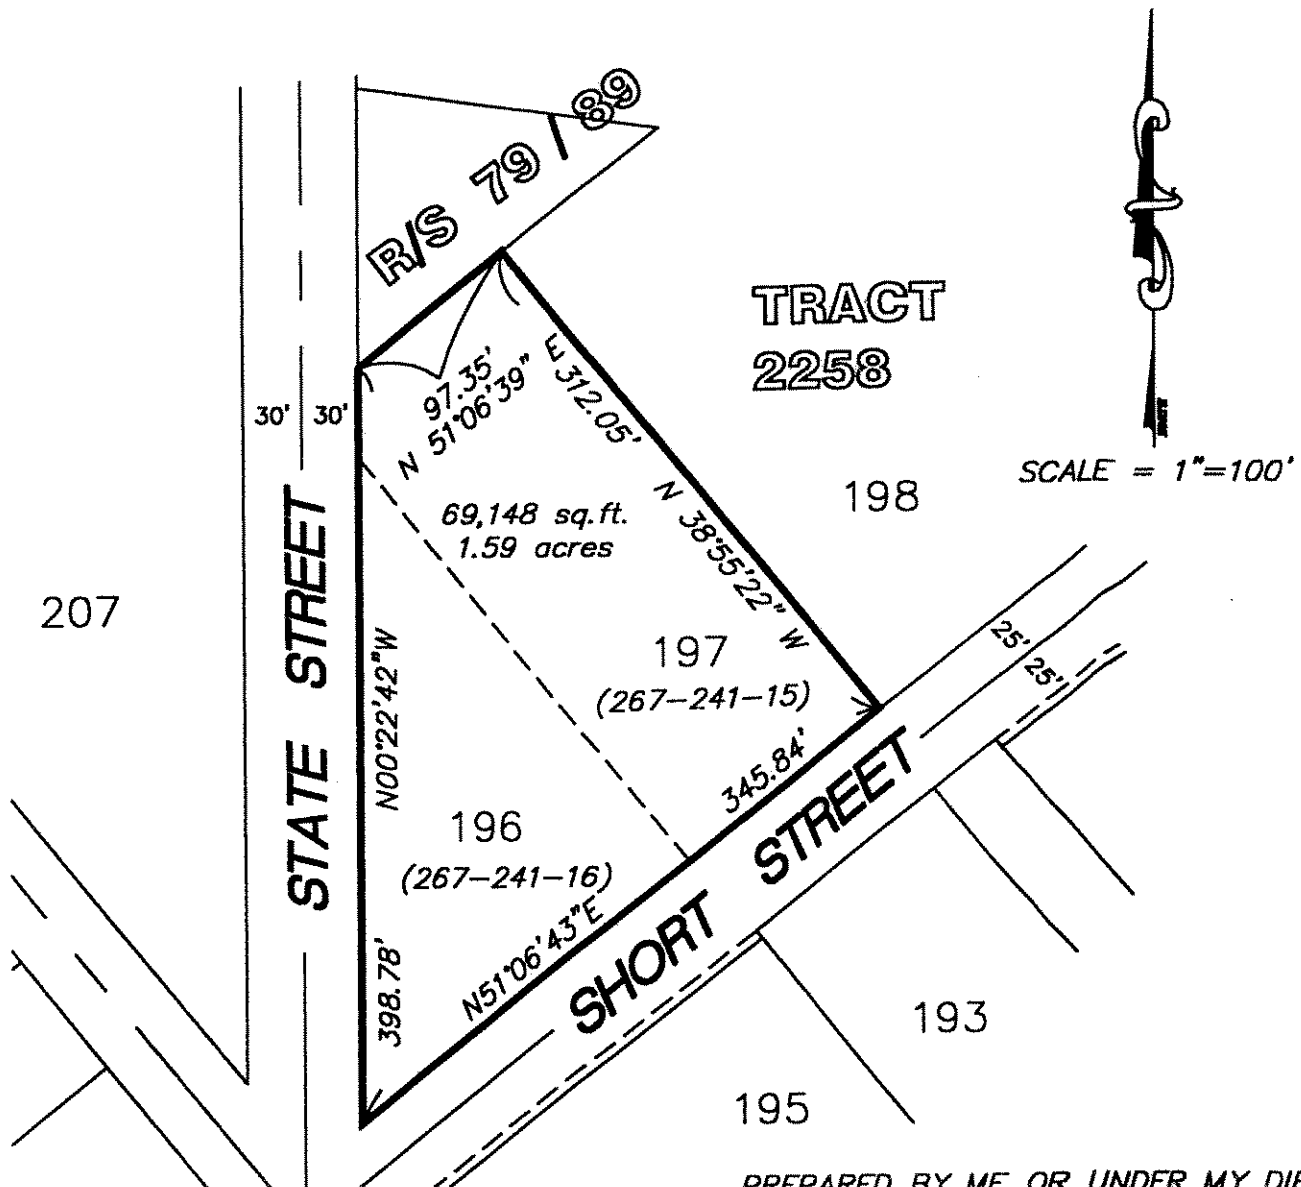 R/S 79 / 89
TRACT
2258
30' 30'
97.35'
N 51°06'39" E
312.05'
N 38°55'22" W
SCALE = 1"=100'
198
69,148 sq.ft.
1.59 acres
207
STATE STREET
N00°22'42"W
398.78'
197
(267-241-15)
25' 25'
345.84'
196
(267-241-16)
N51°06'43"E
SHORT STREET
193
195
PREPARED BY ME OR UNDER MY